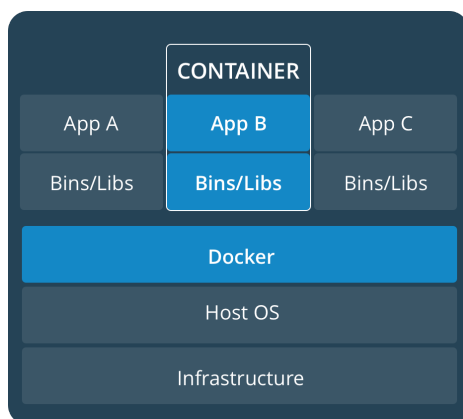 CONTAINER
App A
App B
App C
Bins/Libs
Bins/Libs
Bins/Libs
Docker
Host OS
Infrastructure